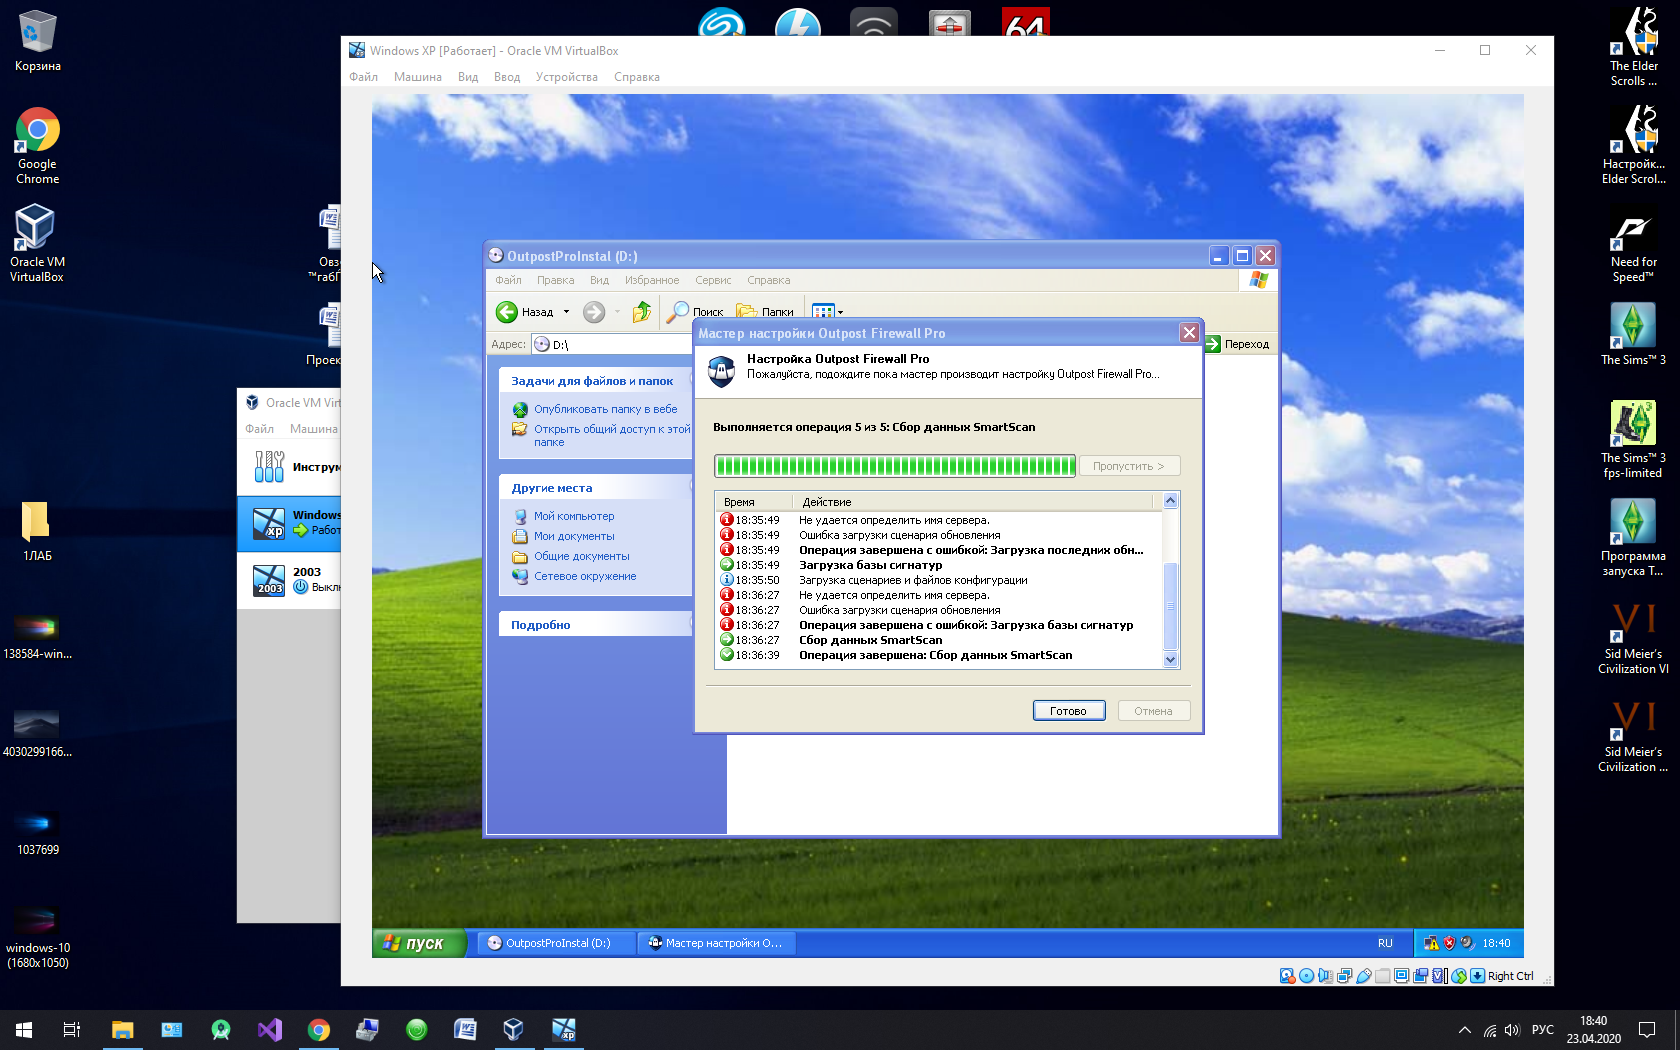 Корзина
Google
Chrome
Oracle VM
VirtualBox
1ЛАБ
138584-win...
4030299166...
1037699
windows-10
(1680x1050)
64
Windows XP [Работает] - Oracle VM VirtualBox
Файл Машина Вид Ввод Устройства Справка
Проек
Oracle VM Virt
Файл Машина
Инструм
Windows
Работ
2003
Выкл
OutpostProInstal (D:)
Файл Правка Вид Избранное Сервис Справка
Назад Поиск Папки
Адрес: D:\ Переход
Задачи для файлов и папок
Опубликовать папку в вебе
Открыть общий доступ к этой
папке
Другие места
Мой компьютер
Мои документы
Общие документы
Сетевое окружение
Подробно
Мастер настройки Outpost Firewall Pro
Настройка Outpost Firewall Pro
Пожалуйста, подождите пока мастер производит настройку Outpost Firewall Pro...
Выполняется операция 5 из 5: Сбор данных SmartScan
Пропустить >
Время Действие
18:35:49 Не удается определить имя сервера.
18:35:49 Ошибка загрузки сценария обновления
18:35:49 Операция завершена с ошибкой: Загрузка последних обн...
18:35:49 Загрузка базы сигнатур
18:35:50 Загрузка сценариев и файлов конфигурации
18:36:27 Не удается определить имя сервера.
18:36:27 Ошибка загрузки сценария обновления
18:36:27 Операция завершена с ошибкой: Загрузка базы сигнатур
18:36:27 Сбор данных SmartScan
18:36:39 Операция завершена: Сбор данных SmartScan
Готово Отмена
пуск OutpostProInstal (D:) Мастер настройки O... RU 18:40
Right Ctrl
The Elder
Scrolls ...
Настройк...
Elder Scrol...
Need for
Speed™
The Sims™ 3
The Sims™ 3
fps-limited
Программа
запуска T...
Sid Meier's
Civilization VI
Sid Meier's
Civilization ...
РУС
18:40
23.04.2020